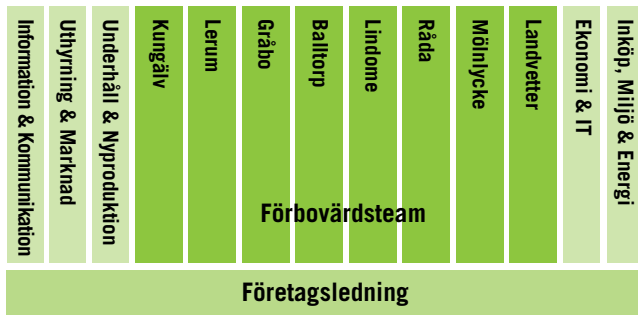 Information & Kommunikation
Uthyrning & Marknad
Underhåll & Nyproduktion
Kungälv
Lerum
Gråbo
Balltorp
Lindome
Råda
Mölnlycke
Landvetter
Ekonomi & IT
Inköp, Miljö & Energi
Förbovärdsteam
Företagsledning